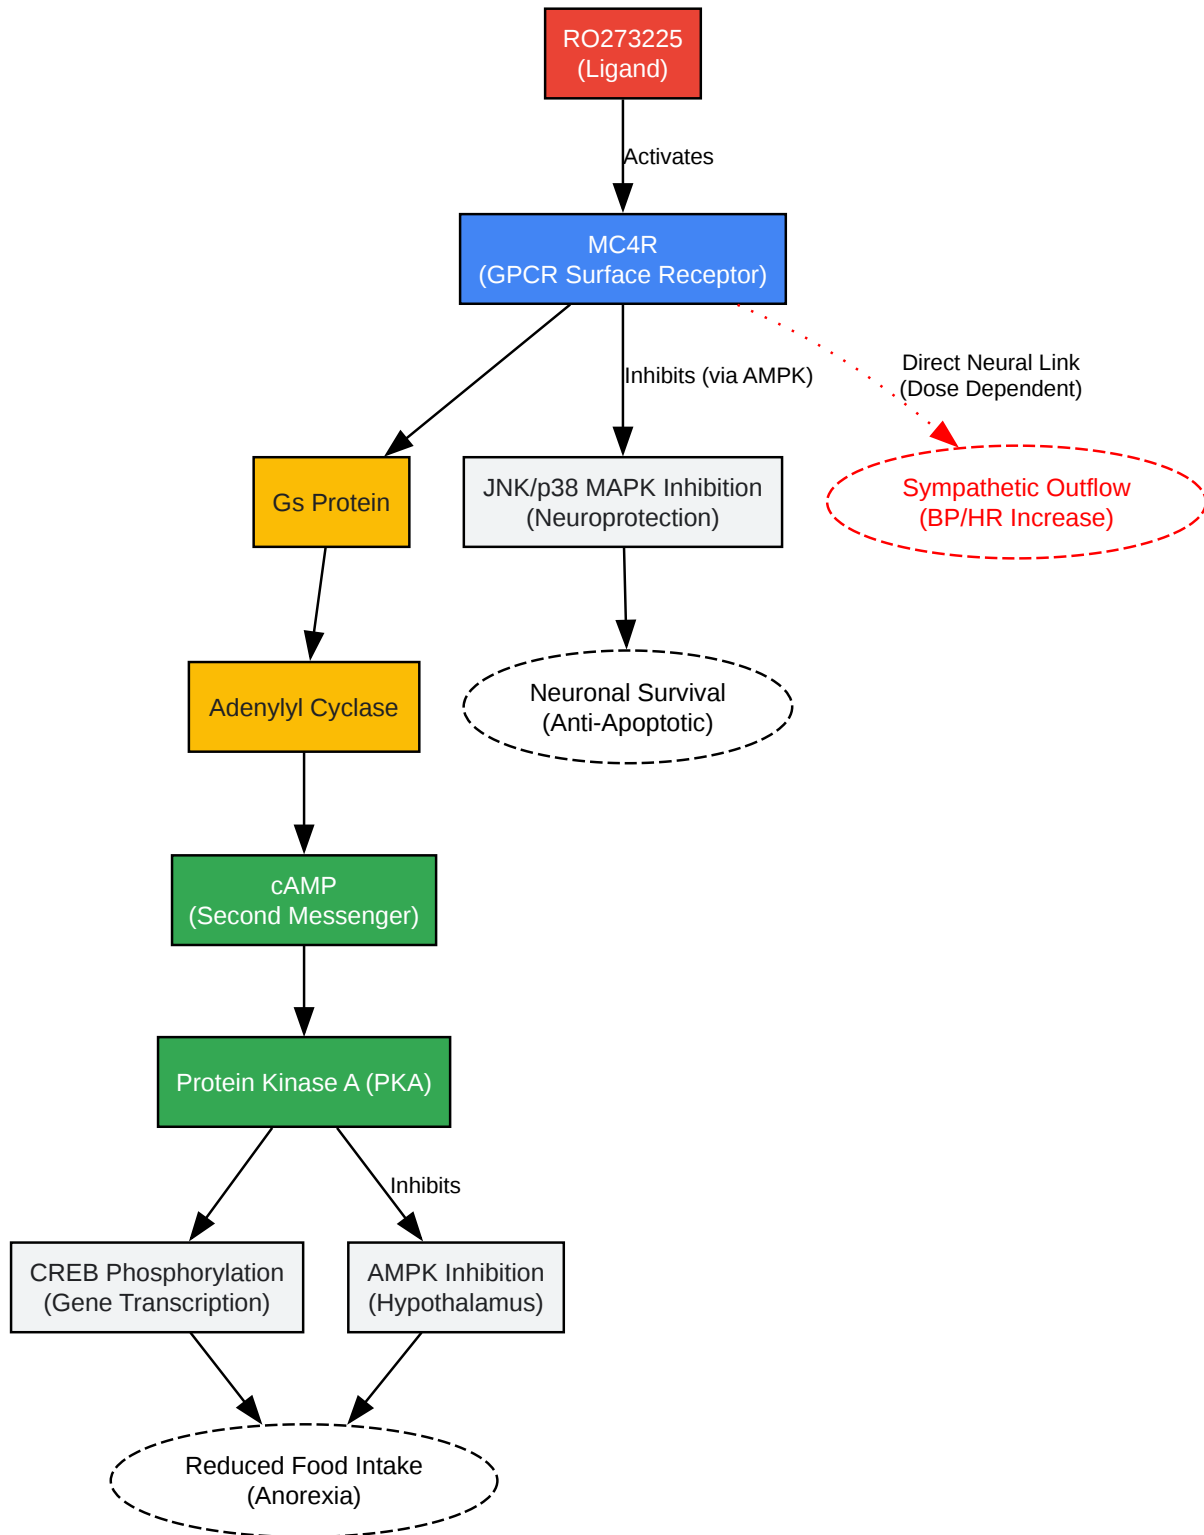 RO273225
(Ligand)
Activates
MC4R
(GPCR Surface Receptor)
Inhibits (via AMPK)
Direct Neural Link
(Dose Dependent)
Gs Protein
JNK/p38 MAPK Inhibition
(Neuroprotection)
Sympathetic Outflow
(BP/HR Increase)
Adenylyl Cyclase
Neuronal Survival
(Anti-Apoptotic)
cAMP
(Second Messenger)
Protein Kinase A (PKA)
Inhibits
CREB Phosphorylation
(Gene Transcription)
AMPK Inhibition
(Hypothalamus)
Reduced Food Intake
(Anorexia)